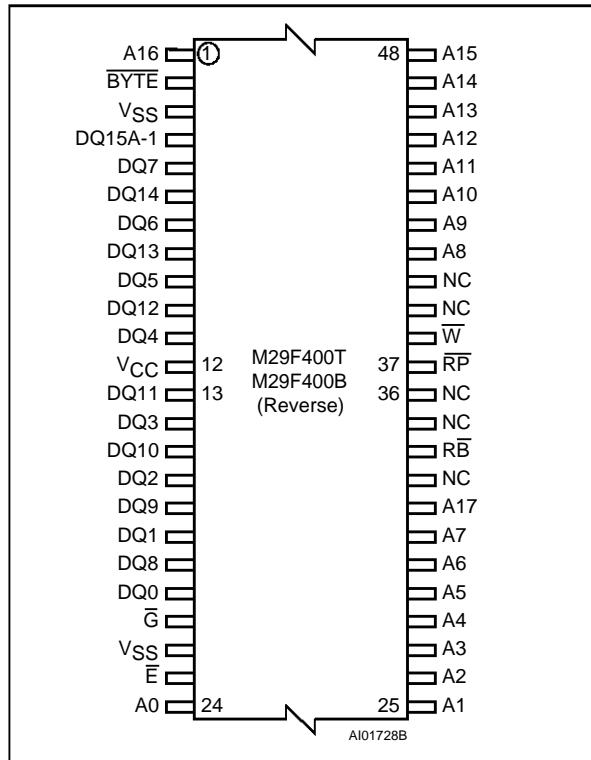 A16 1 48 A15
B̅Y̅T̅E̅ A14
VSS A13
DQ15A-1 A12
DQ7 A11
DQ14 A10
DQ6 A9
DQ13 A8
DQ5 NC
DQ12 NC
DQ4 W̅
VCC 12 M29F400T 37 R̅P̅
DQ11 13 M29F400B 36 NC
(Reverse)
DQ3 NC
DQ10 RB̅
DQ2 NC
DQ9 A17
DQ1 A7
DQ8 A6
DQ0 A5
G̅ A4
VSS A3
E̅ A2
A0 24 25 A1
AI01728B